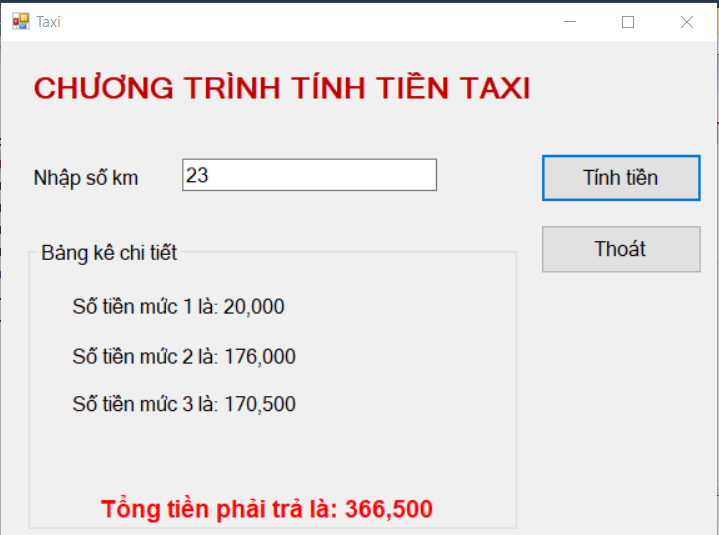 Taxi
CHƯƠNG TRÌNH TÍNH TIỀN TAXI
Nhập số km
23
Tính tiền
Thoát
Bảng kê chi tiết
Số tiền mức 1 là: 20,000
Số tiền mức 2 là: 176,000
Số tiền mức 3 là: 170,500
Tổng tiền phải trả là: 366,500